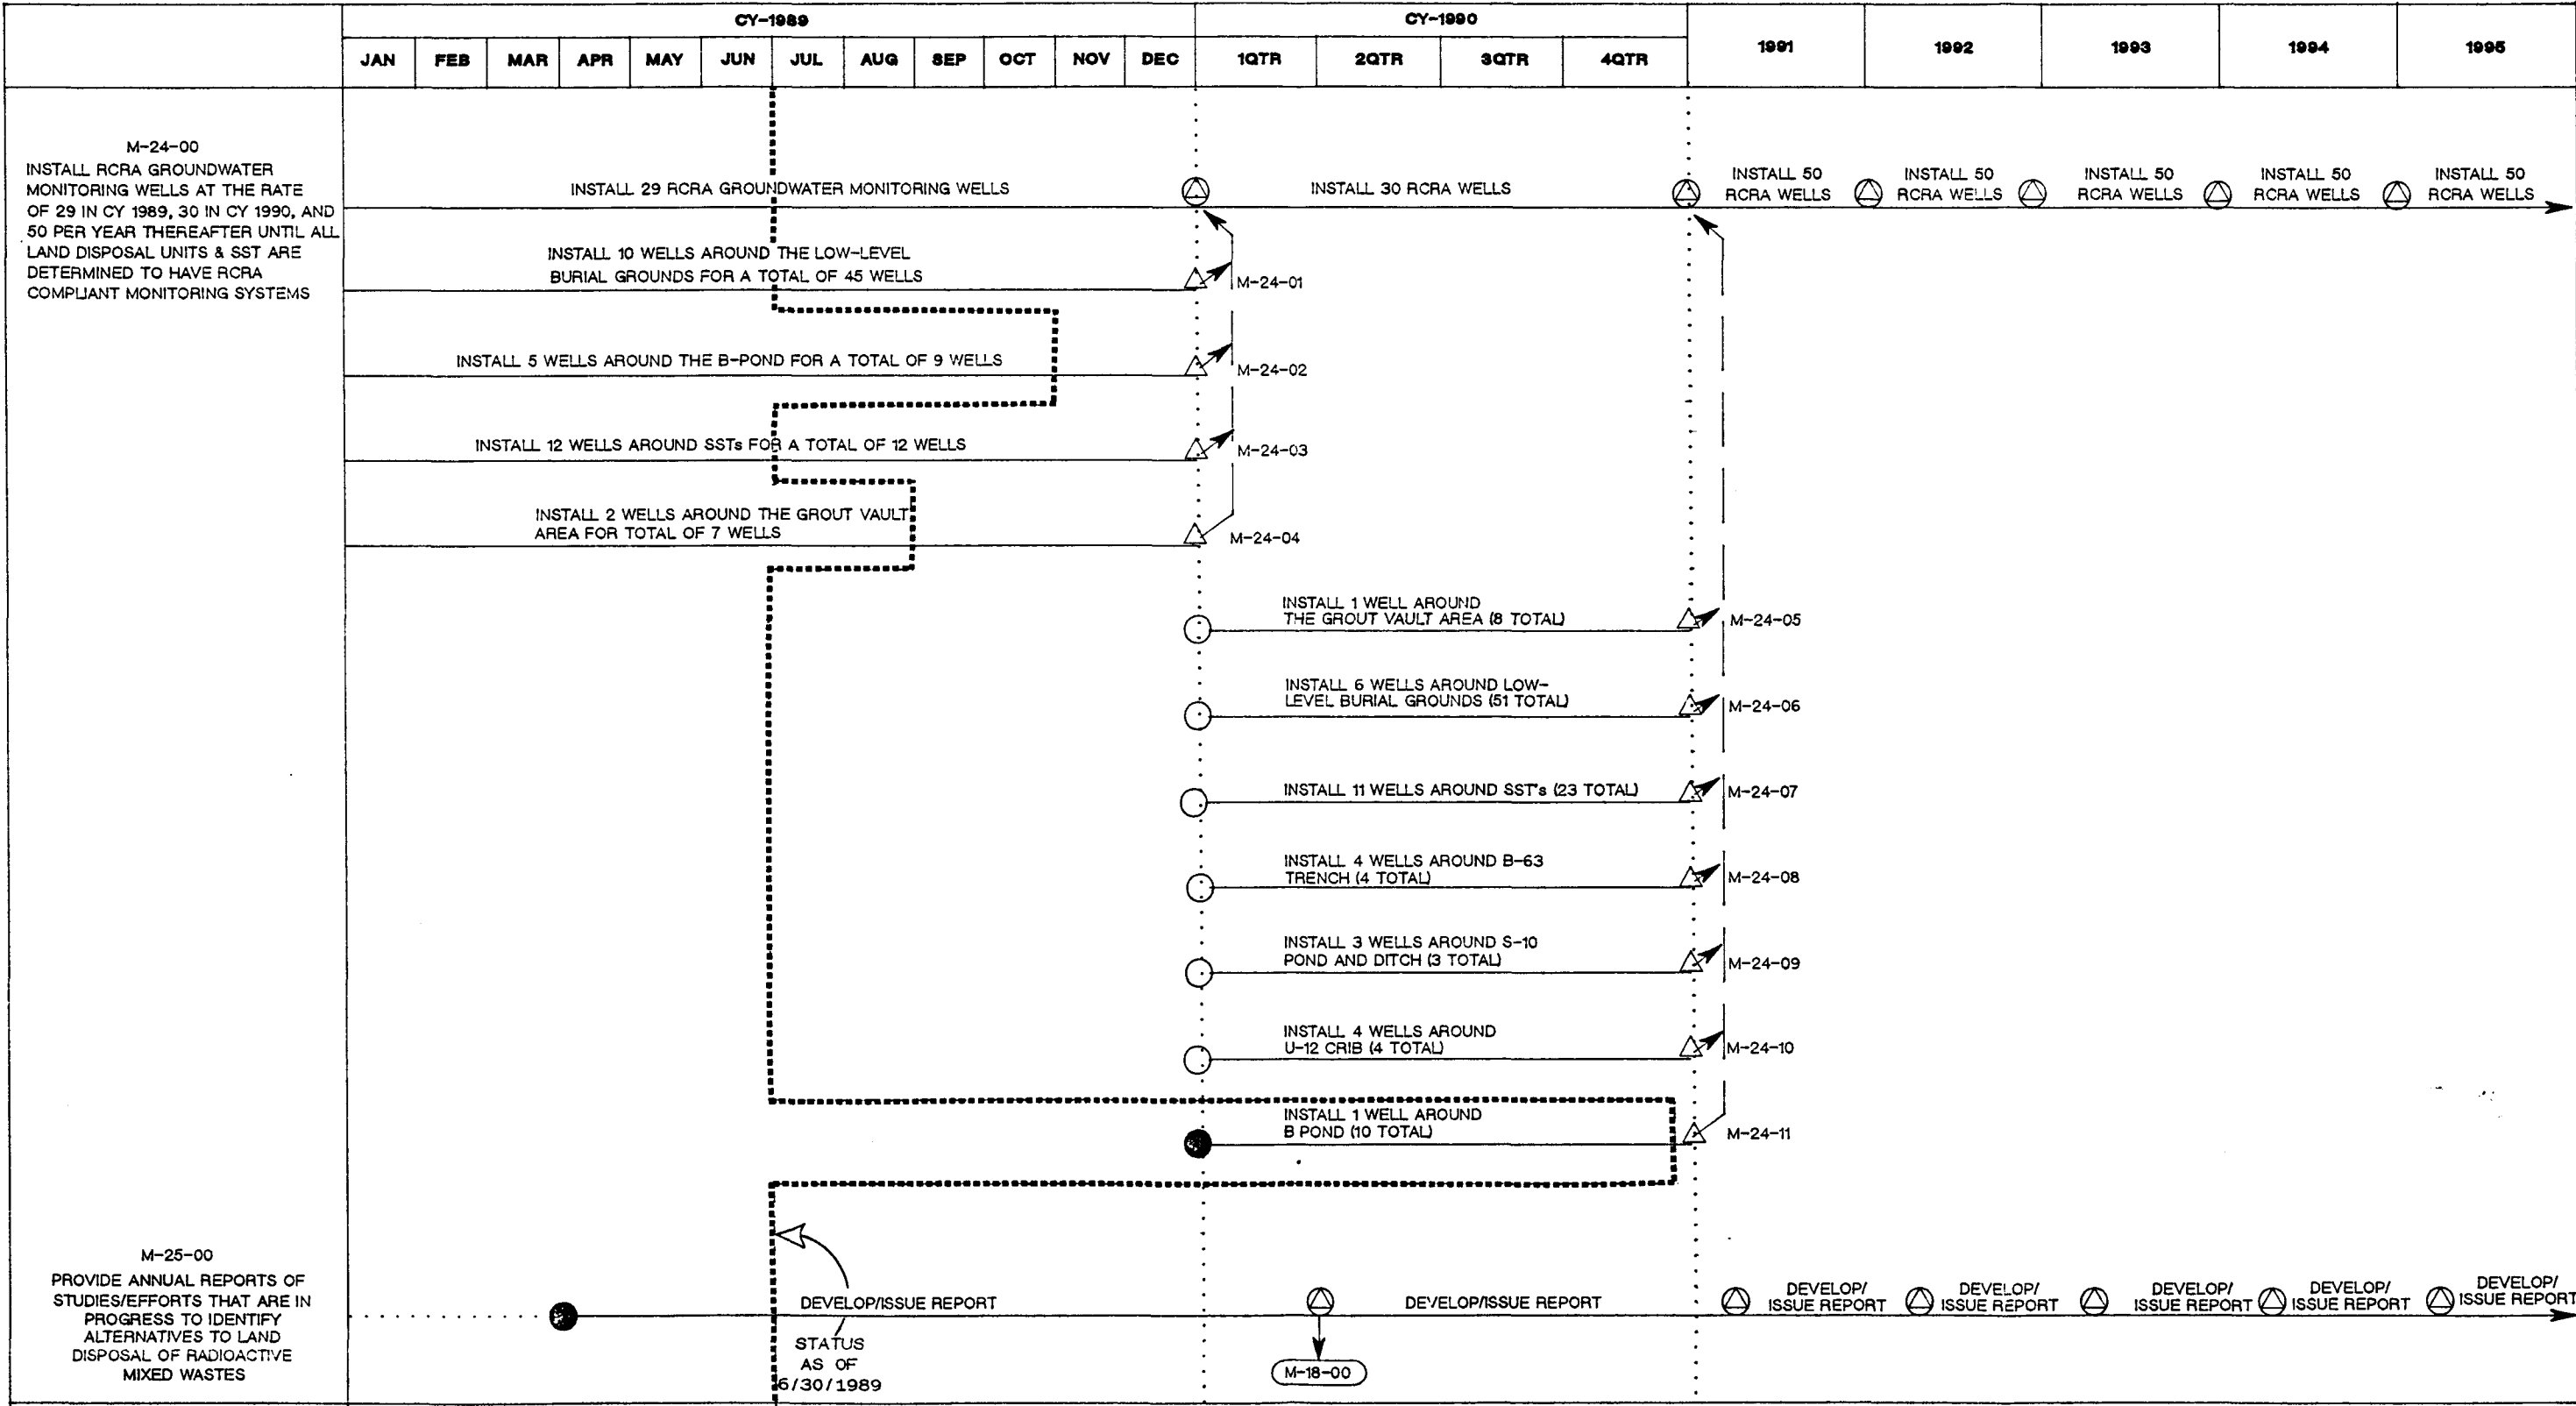 CY-1989
CY-1990
JAN FEB MAR APR MAY JUN JUL AUG SEP OCT NOV DEC 1QTR 2QTR 3QTR 4QTR 1991 1992 1993 1994 1995
M-24-00
INSTALL RCRA GROUNDWATER
MONITORING WELLS AT THE RATE
OF 29 IN CY 1989, 30 IN CY 1990, AND
50 PER YEAR THEREAFTER UNTIL ALL
LAND DISPOSAL UNITS & SST ARE
DETERMINED TO HAVE RCRA
COMPLIANT MONITORING SYSTEMS
INSTALL 29 RCRA GROUNDWATER MONITORING WELLS
INSTALL 30 RCRA WELLS
INSTALL 50
RCRA WELLS
INSTALL 50
RCRA WELLS
INSTALL 50
RCRA WELLS
INSTALL 50
RCRA WELLS
INSTALL 50
RCRA WELLS
INSTALL 10 WELLS AROUND THE LOW-LEVEL
BURIAL GROUNDS FOR A TOTAL OF 45 WELLS
M-24-01
INSTALL 5 WELLS AROUND THE B-POND FOR A TOTAL OF 9 WELLS
M-24-02
INSTALL 12 WELLS AROUND SSTs FOR A TOTAL OF 12 WELLS
M-24-03
INSTALL 2 WELLS AROUND THE GROUT VAULT
AREA FOR TOTAL OF 7 WELLS
M-24-04
INSTALL 1 WELL AROUND
THE GROUT VAULT AREA (8 TOTAL)
M-24-05
INSTALL 6 WELLS AROUND LOW-
LEVEL BURIAL GROUNDS (51 TOTAL)
M-24-06
INSTALL 11 WELLS AROUND SST's (23 TOTAL)
M-24-07
INSTALL 4 WELLS AROUND B-63
TRENCH (4 TOTAL)
M-24-08
INSTALL 3 WELLS AROUND S-10
POND AND DITCH (3 TOTAL)
M-24-09
INSTALL 4 WELLS AROUND
U-12 CRIB (4 TOTAL)
M-24-10
INSTALL 1 WELL AROUND
B POND (10 TOTAL)
M-24-11
M-25-00
PROVIDE ANNUAL REPORTS OF
STUDIES/EFFORTS THAT ARE IN
PROGRESS TO IDENTIFY
ALTERNATIVES TO LAND
DISPOSAL OF RADIOACTIVE
MIXED WASTES
DEVELOP/ISSUE REPORT
STATUS
AS OF
6/30/1989
M-18-00
DEVELOP/ISSUE REPORT
DEVELOP/
ISSUE REPORT
DEVELOP/
ISSUE REPORT
DEVELOP/
ISSUE REPORT
DEVELOP/
ISSUE REPORT
DEVELOP/
ISSUE REPORT